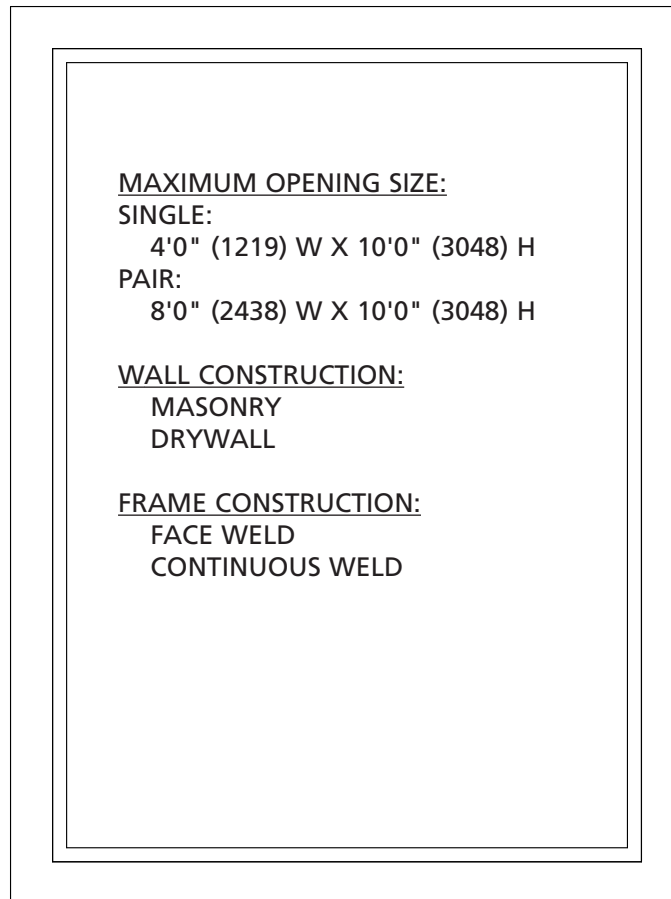 MAXIMUM OPENING SIZE:
SINGLE:
4'0" (1219) W X 10'0" (3048) H
PAIR:
8'0" (2438) W X 10'0" (3048) H
WALL CONSTRUCTION:
MASONRY
DRYWALL
FRAME CONSTRUCTION:
FACE WELD
CONTINUOUS WELD